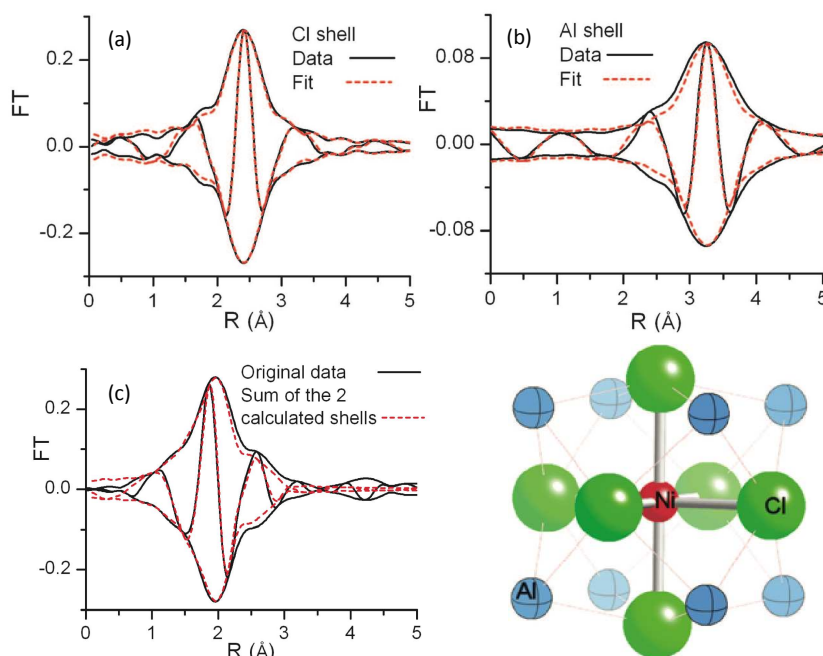 (a)
Cl shell
Data
Fit
0.2
0.0
-0.2
FT
0 1 2 3 4 5
R (Å)
(b)
Al shell
Data
Fit
0.08
0.00
-0.08
FT
0 1 2 3 4 5
R (Å)
(c)
Original data
Sum of the 2
calculated shells
0.2
0.0
-0.2
FT
0 1 2 3 4 5
R (Å)
Ni
Cl
Al